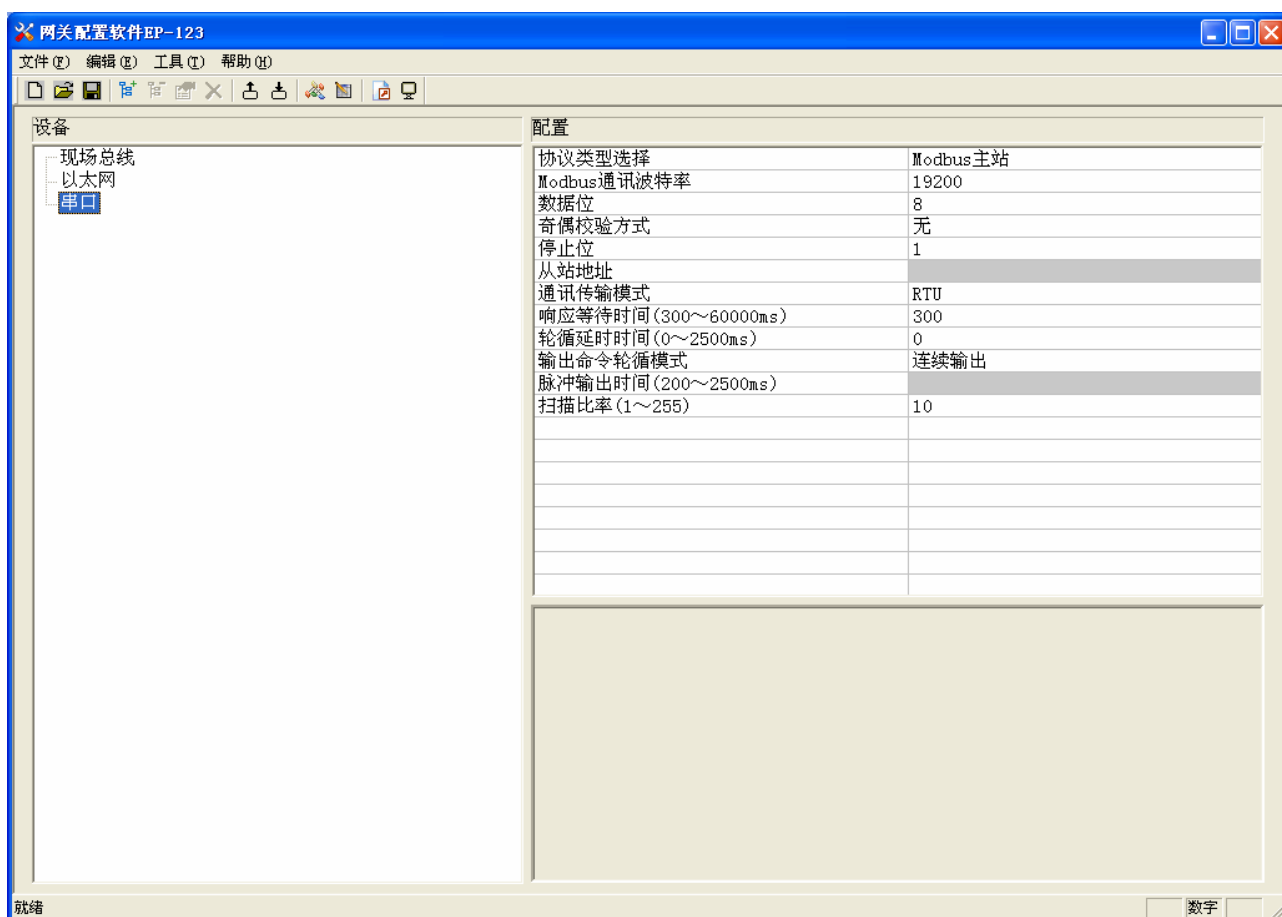 网关配置软件EP-123
文件(F) 编辑(E) 工具(T) 帮助(H)
设备
现场总线
以太网
串口
配置
协议类型选择 Modbus主站
Modbus通讯波特率 19200
数据位 8
奇偶校验方式 无
停止位 1
从站地址
通讯传输模式 RTU
响应等待时间(300～60000ms) 300
轮循延时时间(0～2500ms) 0
输出命令轮循模式 连续输出
脉冲输出时间(200～2500ms)
扫描比率(1～255) 10
就绪 数字